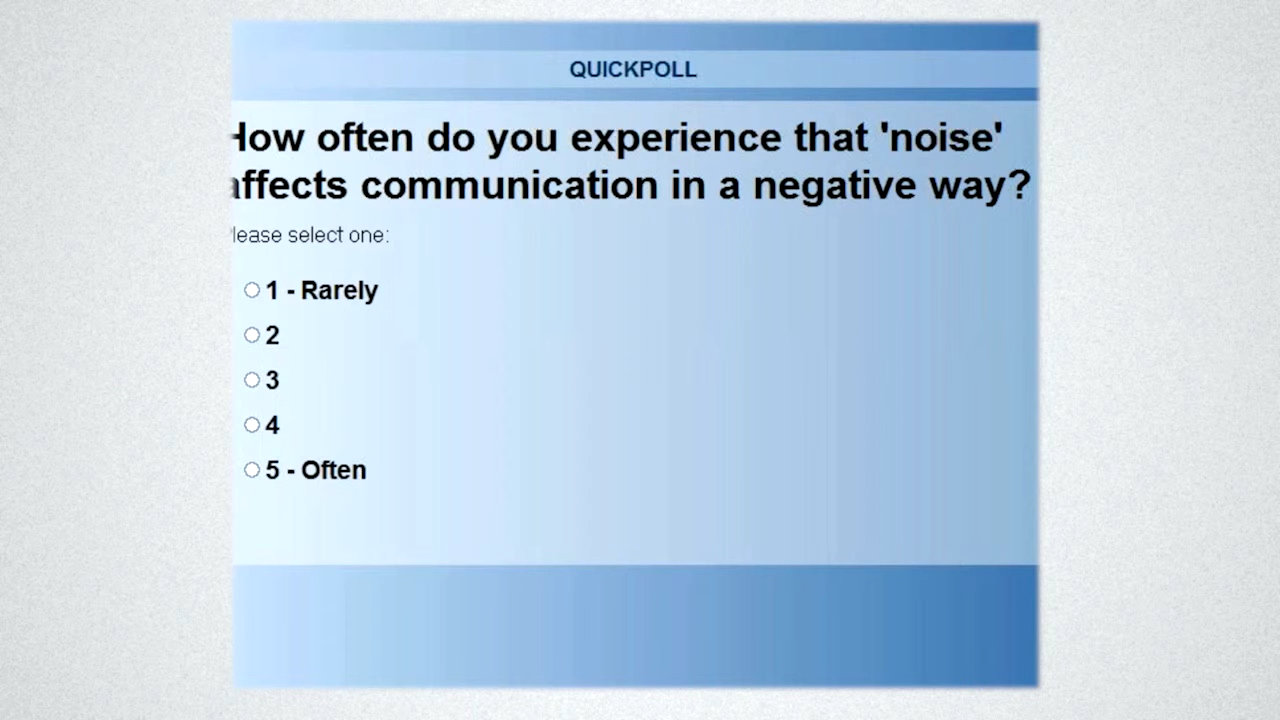 QUICKPOLL
How often do you experience that 'noise'
affects communication in a negative way?
Please select one:
1 - Rarely
2
3
4
5 - Often